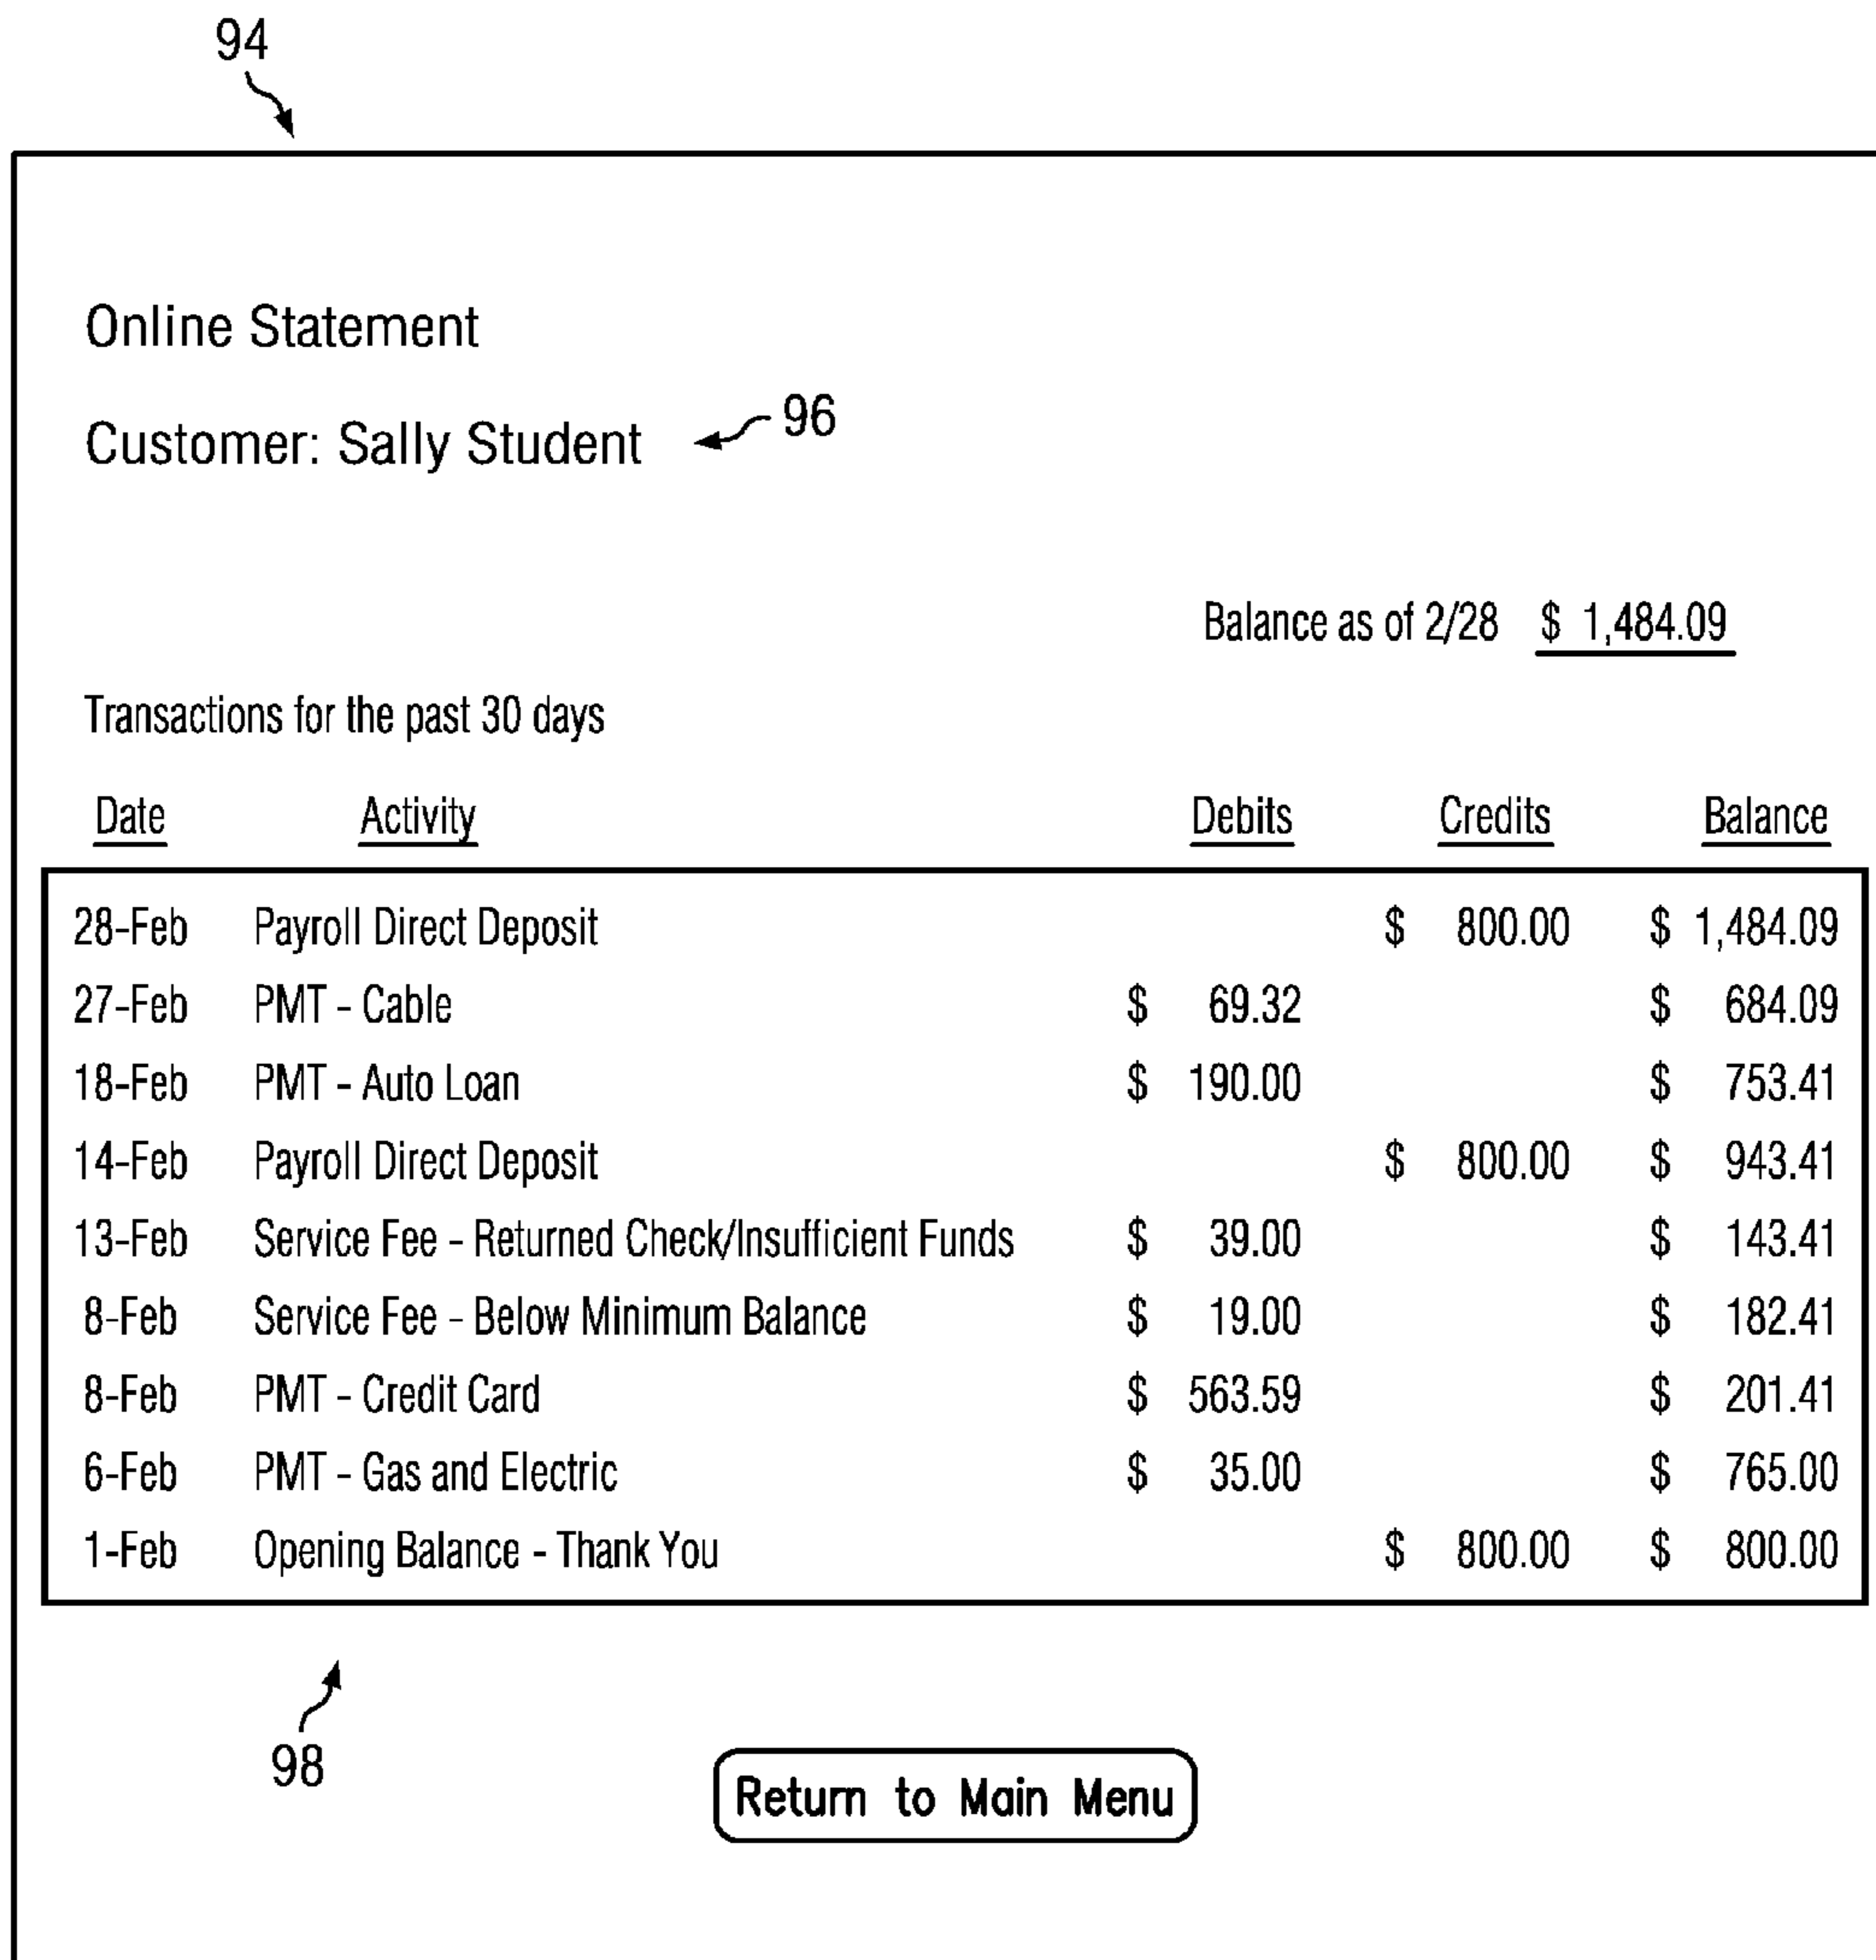 94
Online Statement
Customer: Sally Student 96
Balance as of 2/28 $ 1,484.09
Transactions for the past 30 days
Date Activity Debits Credits Balance
28-Feb Payroll Direct Deposit $ 800.00 $ 1,484.09
27-Feb PMT - Cable $ 69.32 $ 684.09
18-Feb PMT - Auto Loan $ 190.00 $ 753.41
14-Feb Payroll Direct Deposit $ 800.00 $ 943.41
13-Feb Service Fee - Returned Check/Insufficient Funds $ 39.00 $ 143.41
8-Feb Service Fee - Below Minimum Balance $ 19.00 $ 182.41
8-Feb PMT - Credit Card $ 563.59 $ 201.41
6-Feb PMT - Gas and Electric $ 35.00 $ 765.00
1-Feb Opening Balance - Thank You $ 800.00 $ 800.00
98
Return to Main Menu